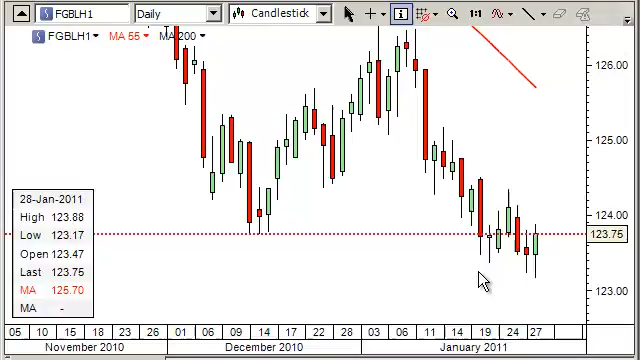 FGBLH1 Daily Candlestick 1:1
FGBLH1 MA 55 MA 200
126.00
125.00
124.00
123.75
123.00
28-Jan-2011
High 123.88
Low 123.17
Open 123.47
Last 123.75
MA 125.70
MA -
05 10 15 18 23 26 01 06 09 14 17 22 28 03 06 11 14 19 24 27
November 2010 December 2010 January 2011